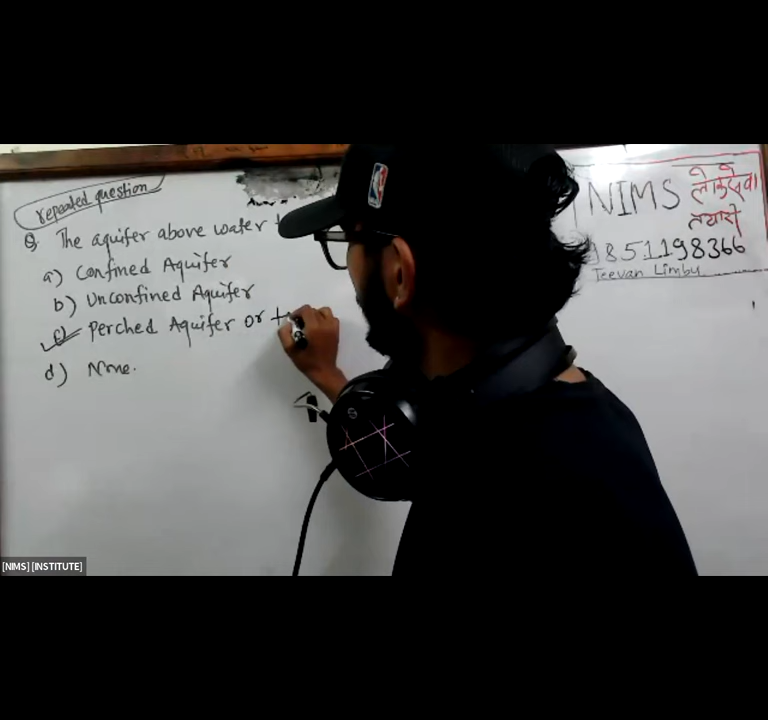 repeated question
Q. The aquifer above water t
a) Confined Aquifer
b) Unconfined Aquifer
c) Perched Aquifer or t
d) None.
NIMS लोकसेवा
तयारी
9851198366
Jeevan Limbu
[NIMS] [INSTITUTE]